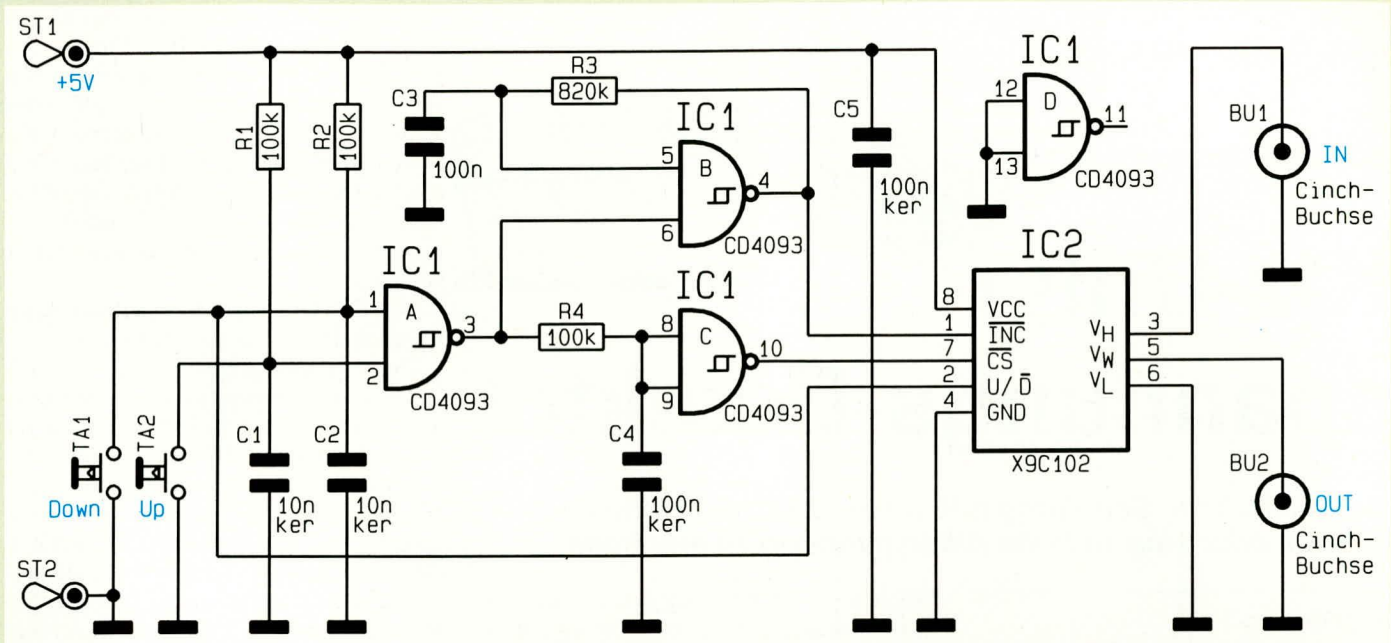 ST1
+5V
R1
100k
R2
100k
C3
100n
R3
820k
IC1
5
B
4
6
CD4093
C5
100n
ker
IC1
12
D
11
13
CD4093
BU1
IN
Cinch-
Buchse
IC1
1
A
3
2
CD4093
R4
100k
IC1
8
C
10
9
CD4093
IC2
8
VCC
1
INC
7
CS
2
U/D
4
GND
VH
3
VW
5
VL
6
X9C102
TA1
Down
TA2
Up
C1
10n
ker
C2
10n
ker
C4
100n
ker
BU2
OUT
Cinch-
Buchse
ST2